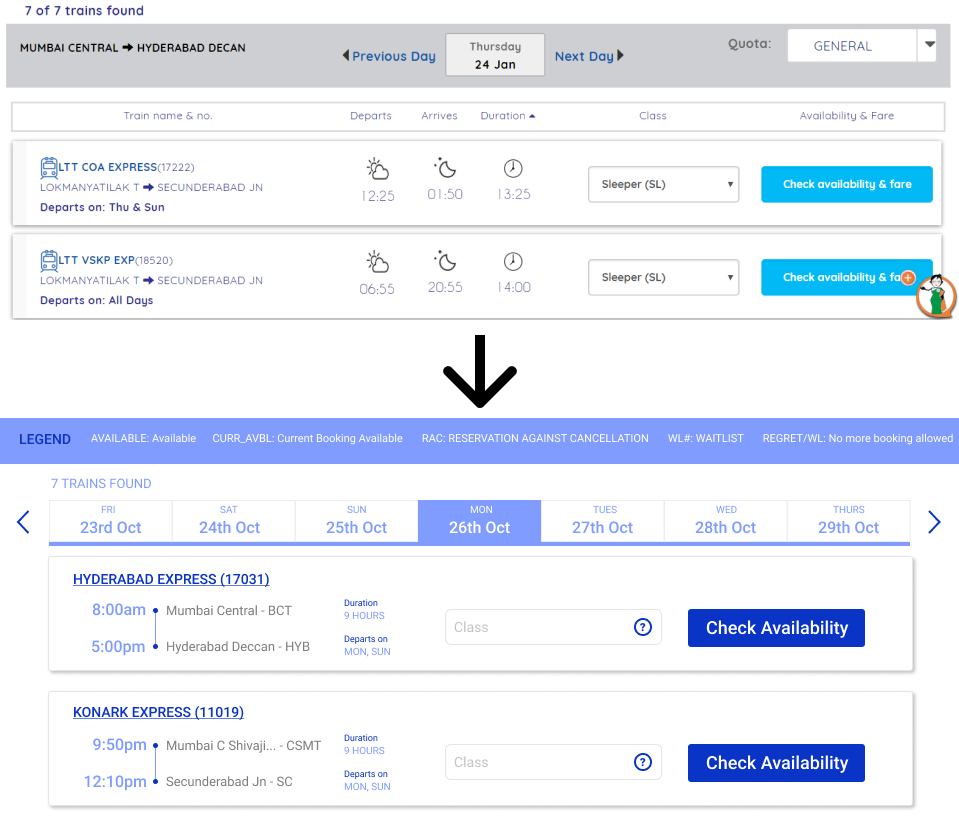 7 of 7 trains found
MUMBAI CENTRAL ➔ HYDERABAD DECAN
Previous Day
Thursday
24 Jan
Next Day
Quota:
GENERAL
Train name & no. Departs Arrives Duration Class Availability & Fare
LTT COA EXPRESS(17222)
LOKMANYATILAK T ➔ SECUNDERABAD JN
Departs on: Thu & Sun
12:25 01:50 13:25
Sleeper (SL)
Check availability & fare
LTT VSKP EXP(18520)
LOKMANYATILAK T ➔ SECUNDERABAD JN
Departs on: All Days
06:55 20:55 14:00
Sleeper (SL)
Check availability & fa
LEGEND AVAILABLE: Available CURR_AVBL: Current Booking Available RAC: RESERVATION AGAINST CANCELLATION WL#: WAITLIST REGRET/WL: No more booking allowed
7 TRAINS FOUND
FRI SAT SUN MON TUES WED THURS
23rd Oct 24th Oct 25th Oct 26th Oct 27th Oct 28th Oct 29th Oct
HYDERABAD EXPRESS (17031)
8:00am Mumbai Central - BCT
5:00pm Hyderabad Deccan - HYB
Duration
9 HOURS
Departs on
MON, SUN
Class ?
Check Availability
KONARK EXPRESS (11019)
9:50pm Mumbai C Shivaji... - CSMT
12:10pm Secunderabad Jn - SC
Duration
9 HOURS
Departs on
MON, SUN
Class ?
Check Availability